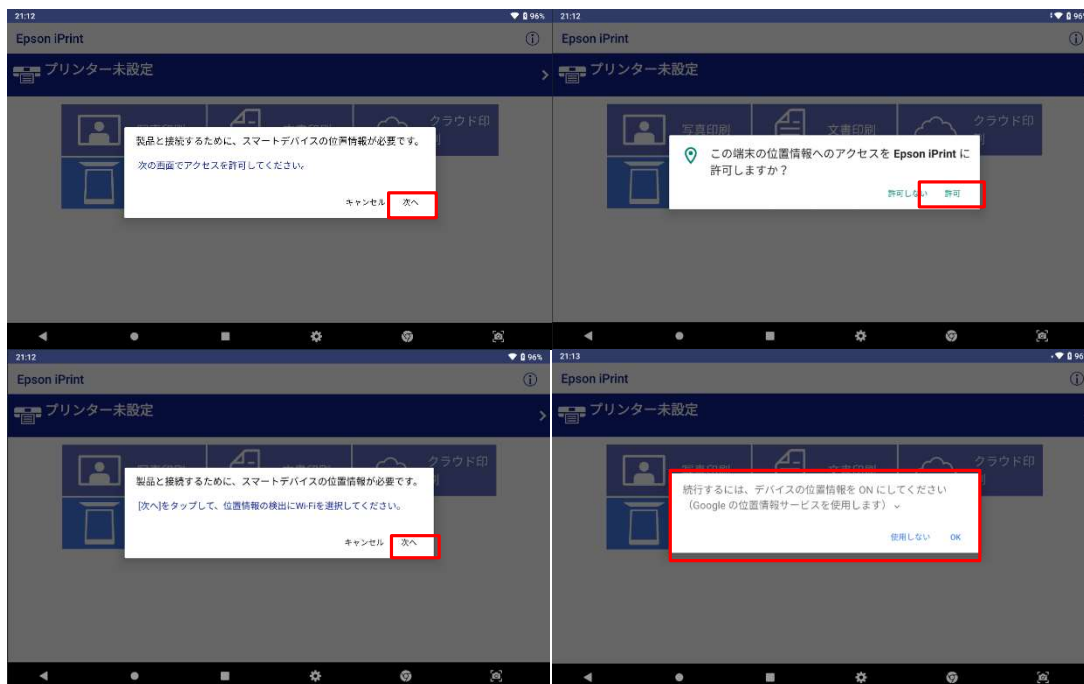 21:12
96%
Epson iPrint
プリンター未設定
クラウド印
製品と接続するために、スマートデバイスの位置情報が必要です。
次の画面でアクセスを許可してください。
キャンセル 次へ
21:12
96
Epson iPrint
プリンター未設定
写真印刷 文書印刷 クラウド印
この端末の位置情報へのアクセスを Epson iPrint に
許可しますか？
許可しない 許可
21:12
96%
Epson iPrint
プリンター未設定
クラウド印
製品と接続するために、スマートデバイスの位置情報が必要です。
[次へ]をタップして、位置情報の検出にWi-Fiを選択してください。
キャンセル 次へ
21:13
96
Epson iPrint
プリンター未設定
クラウド印
続行するには、デバイスの位置情報を ON にしてください
（Google の位置情報サービスを使用します）
使用しない OK